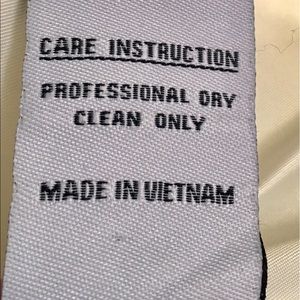 CARE INSTRUCTION
PROFESSIONAL DRY
CLEAN ONLY
MADE IN VIETNAM